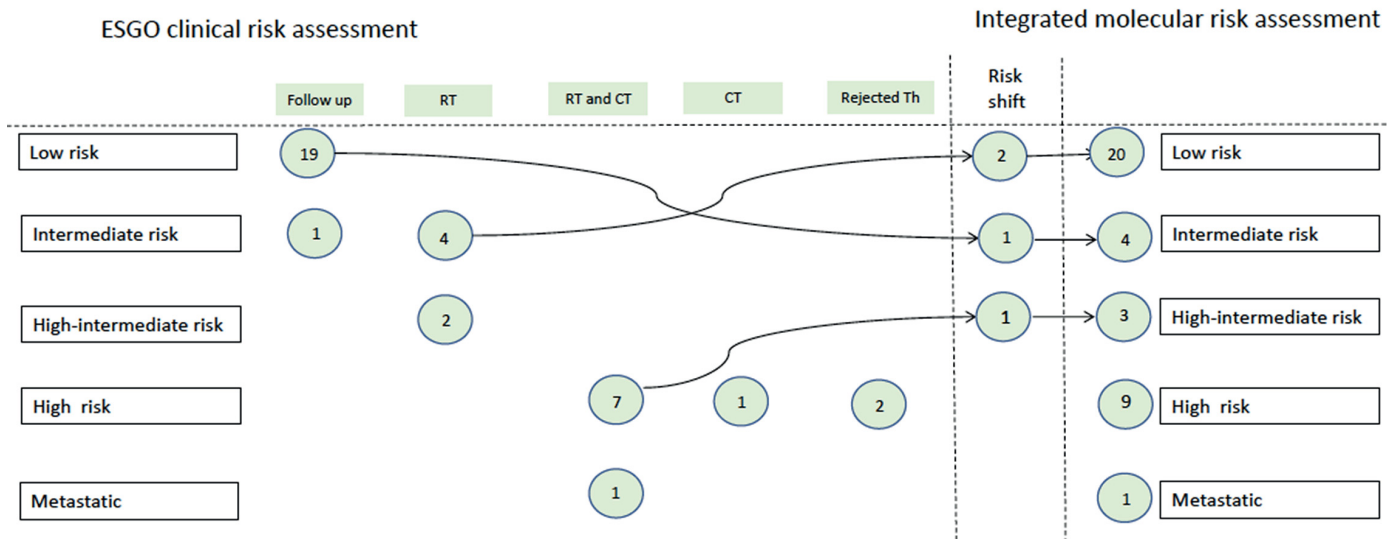 ESGO clinical risk assessment
Integrated molecular risk assessment
Follow up
RT
RT and CT
CT
Rejected Th
Risk
shift
Low risk
19
2
20
Low risk
Intermediate risk
1
4
1
4
Intermediate risk
High-intermediate risk
2
1
3
High-intermediate risk
High risk
7
1
2
9
High risk
Metastatic
1
1
Metastatic